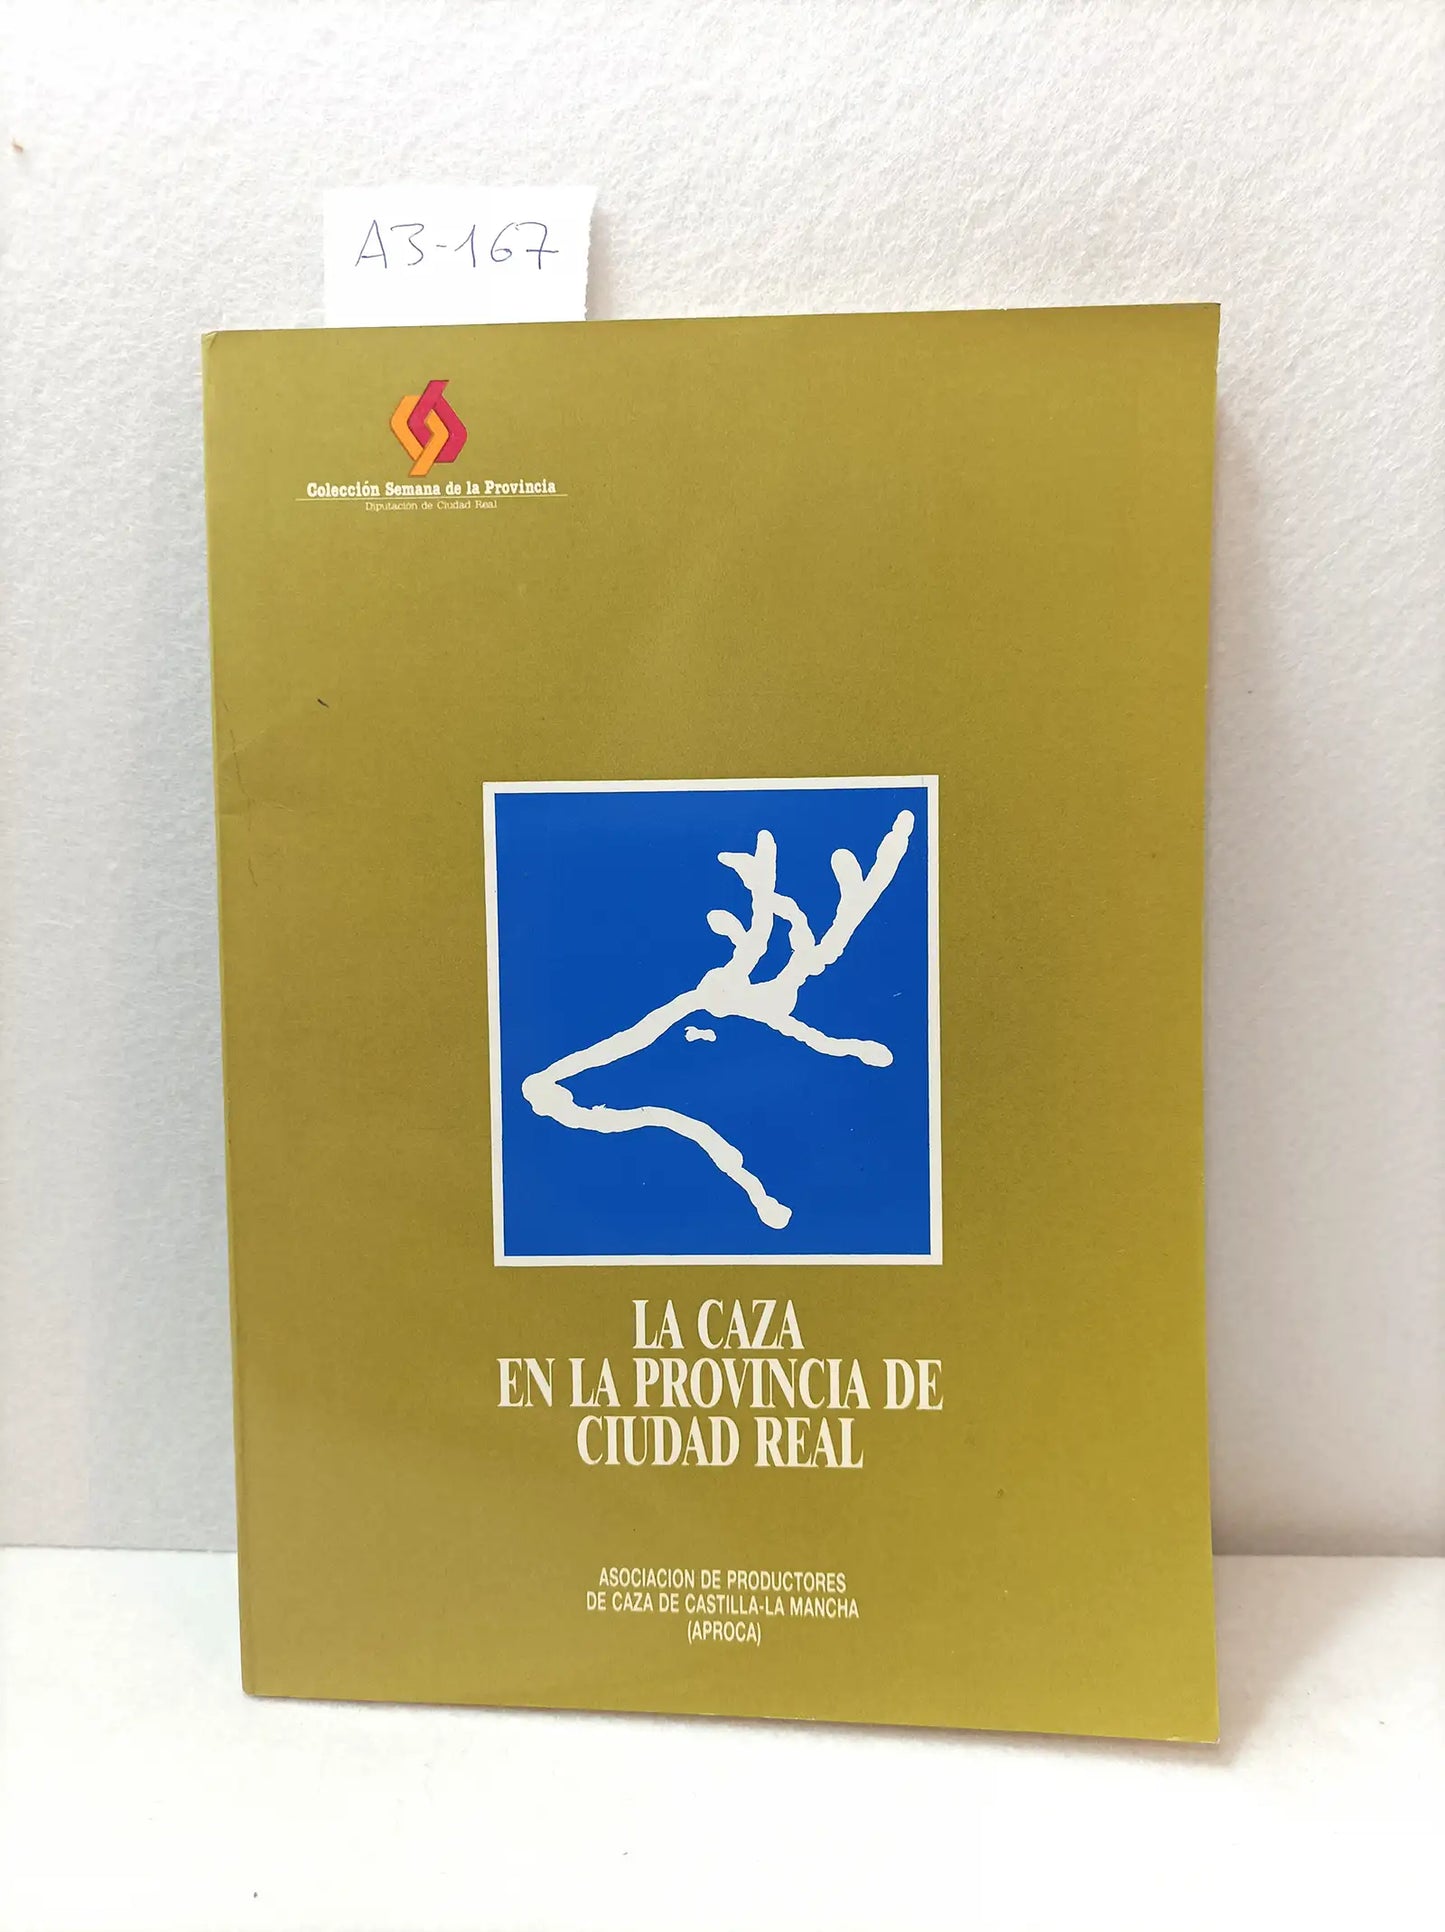 A3-167
Colección Semana de la Provincia
Diputación de Ciudad Real
LA CAZA
EN LA PROVINCIA DE
CIUDAD REAL
ASOCIACION DE PRODUCTORES
DE CAZA DE CASTILLA-LA MANCHA
(APROCA)